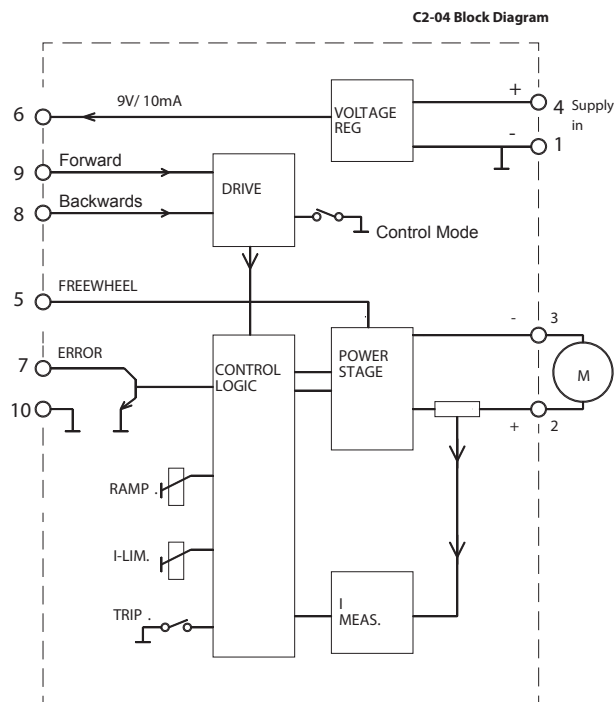 C2-04 Block Diagram
6
9V/ 10mA
VOLTAGE
REG
+
4
Supply
in
-
1
9
Forward
8
Backwards
DRIVE
Control Mode
5
FREEWHEEL
7
ERROR
10
CONTROL
LOGIC
POWER
STAGE
-
3
M
+
2
RAMP .
I-LIM.
TRIP .
I
MEAS.